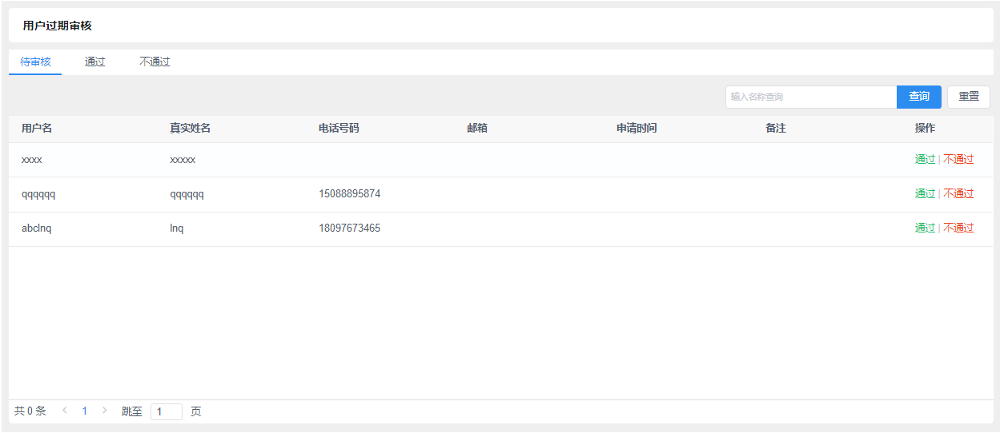 用户过期审核
待审核 通过 不通过
输入名称查询 查询 重置
用户名 真实姓名 电话号码 邮箱 申请时间 备注 操作
xxxx xxxxx 通过 | 不通过
qqqqqq qqqqqq 15088895874 通过 | 不通过
abclnq lnq 18097673465 通过 | 不通过
共 0 条 < 1 > 跳至 1 页